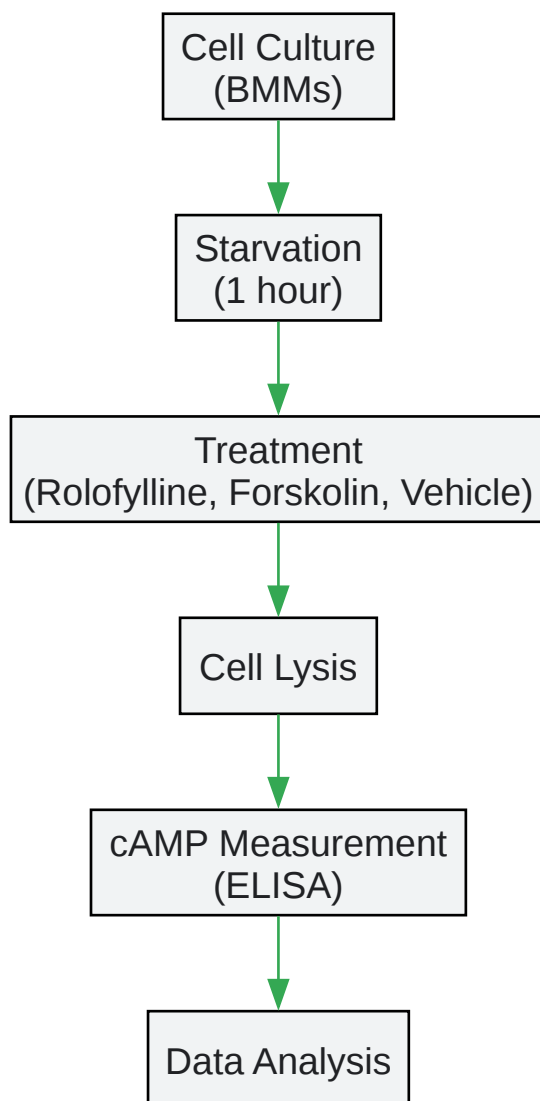 Cell Culture
(BMMs)
Starvation
(1 hour)
Treatment
(Rolofylline, Forskolin, Vehicle)
Cell Lysis
cAMP Measurement
(ELISA)
Data Analysis